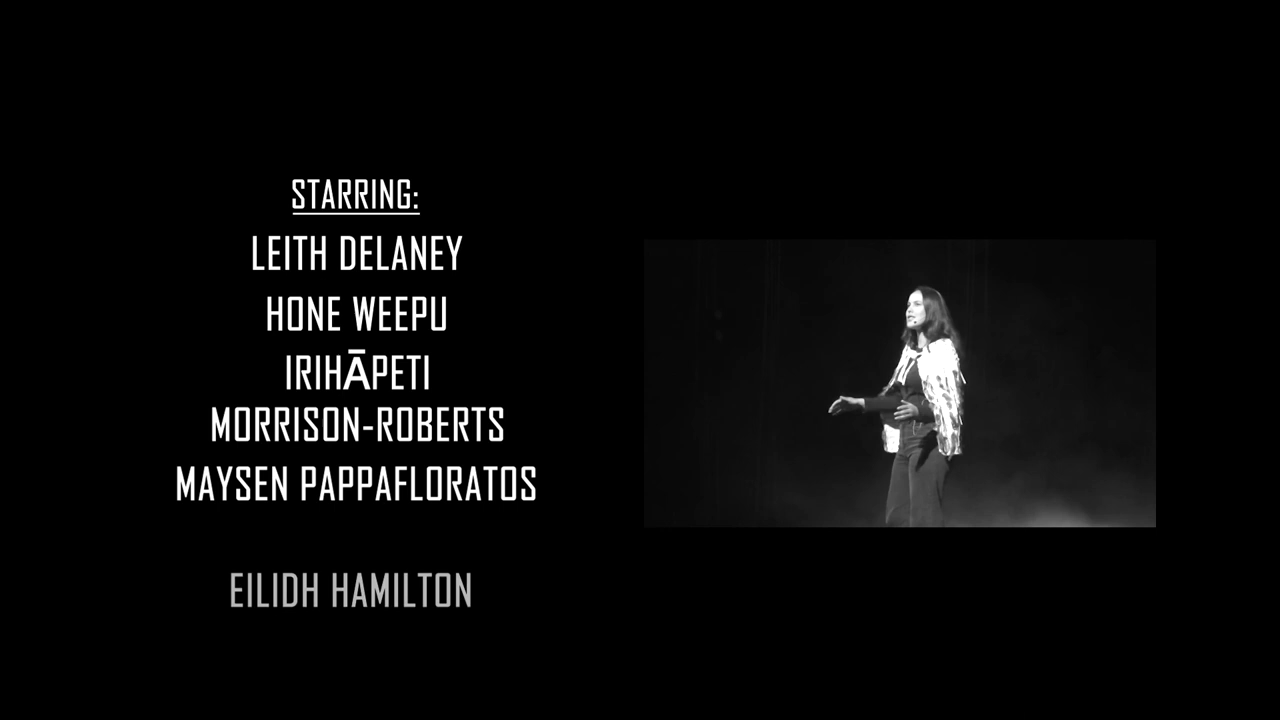 STARRING:
LEITH DELANEY
HONE WEEPU
IRIHĀPETI
MORRISON-ROBERTS
MAYSEN PAPPAFLORATOS
EILIDH HAMILTON